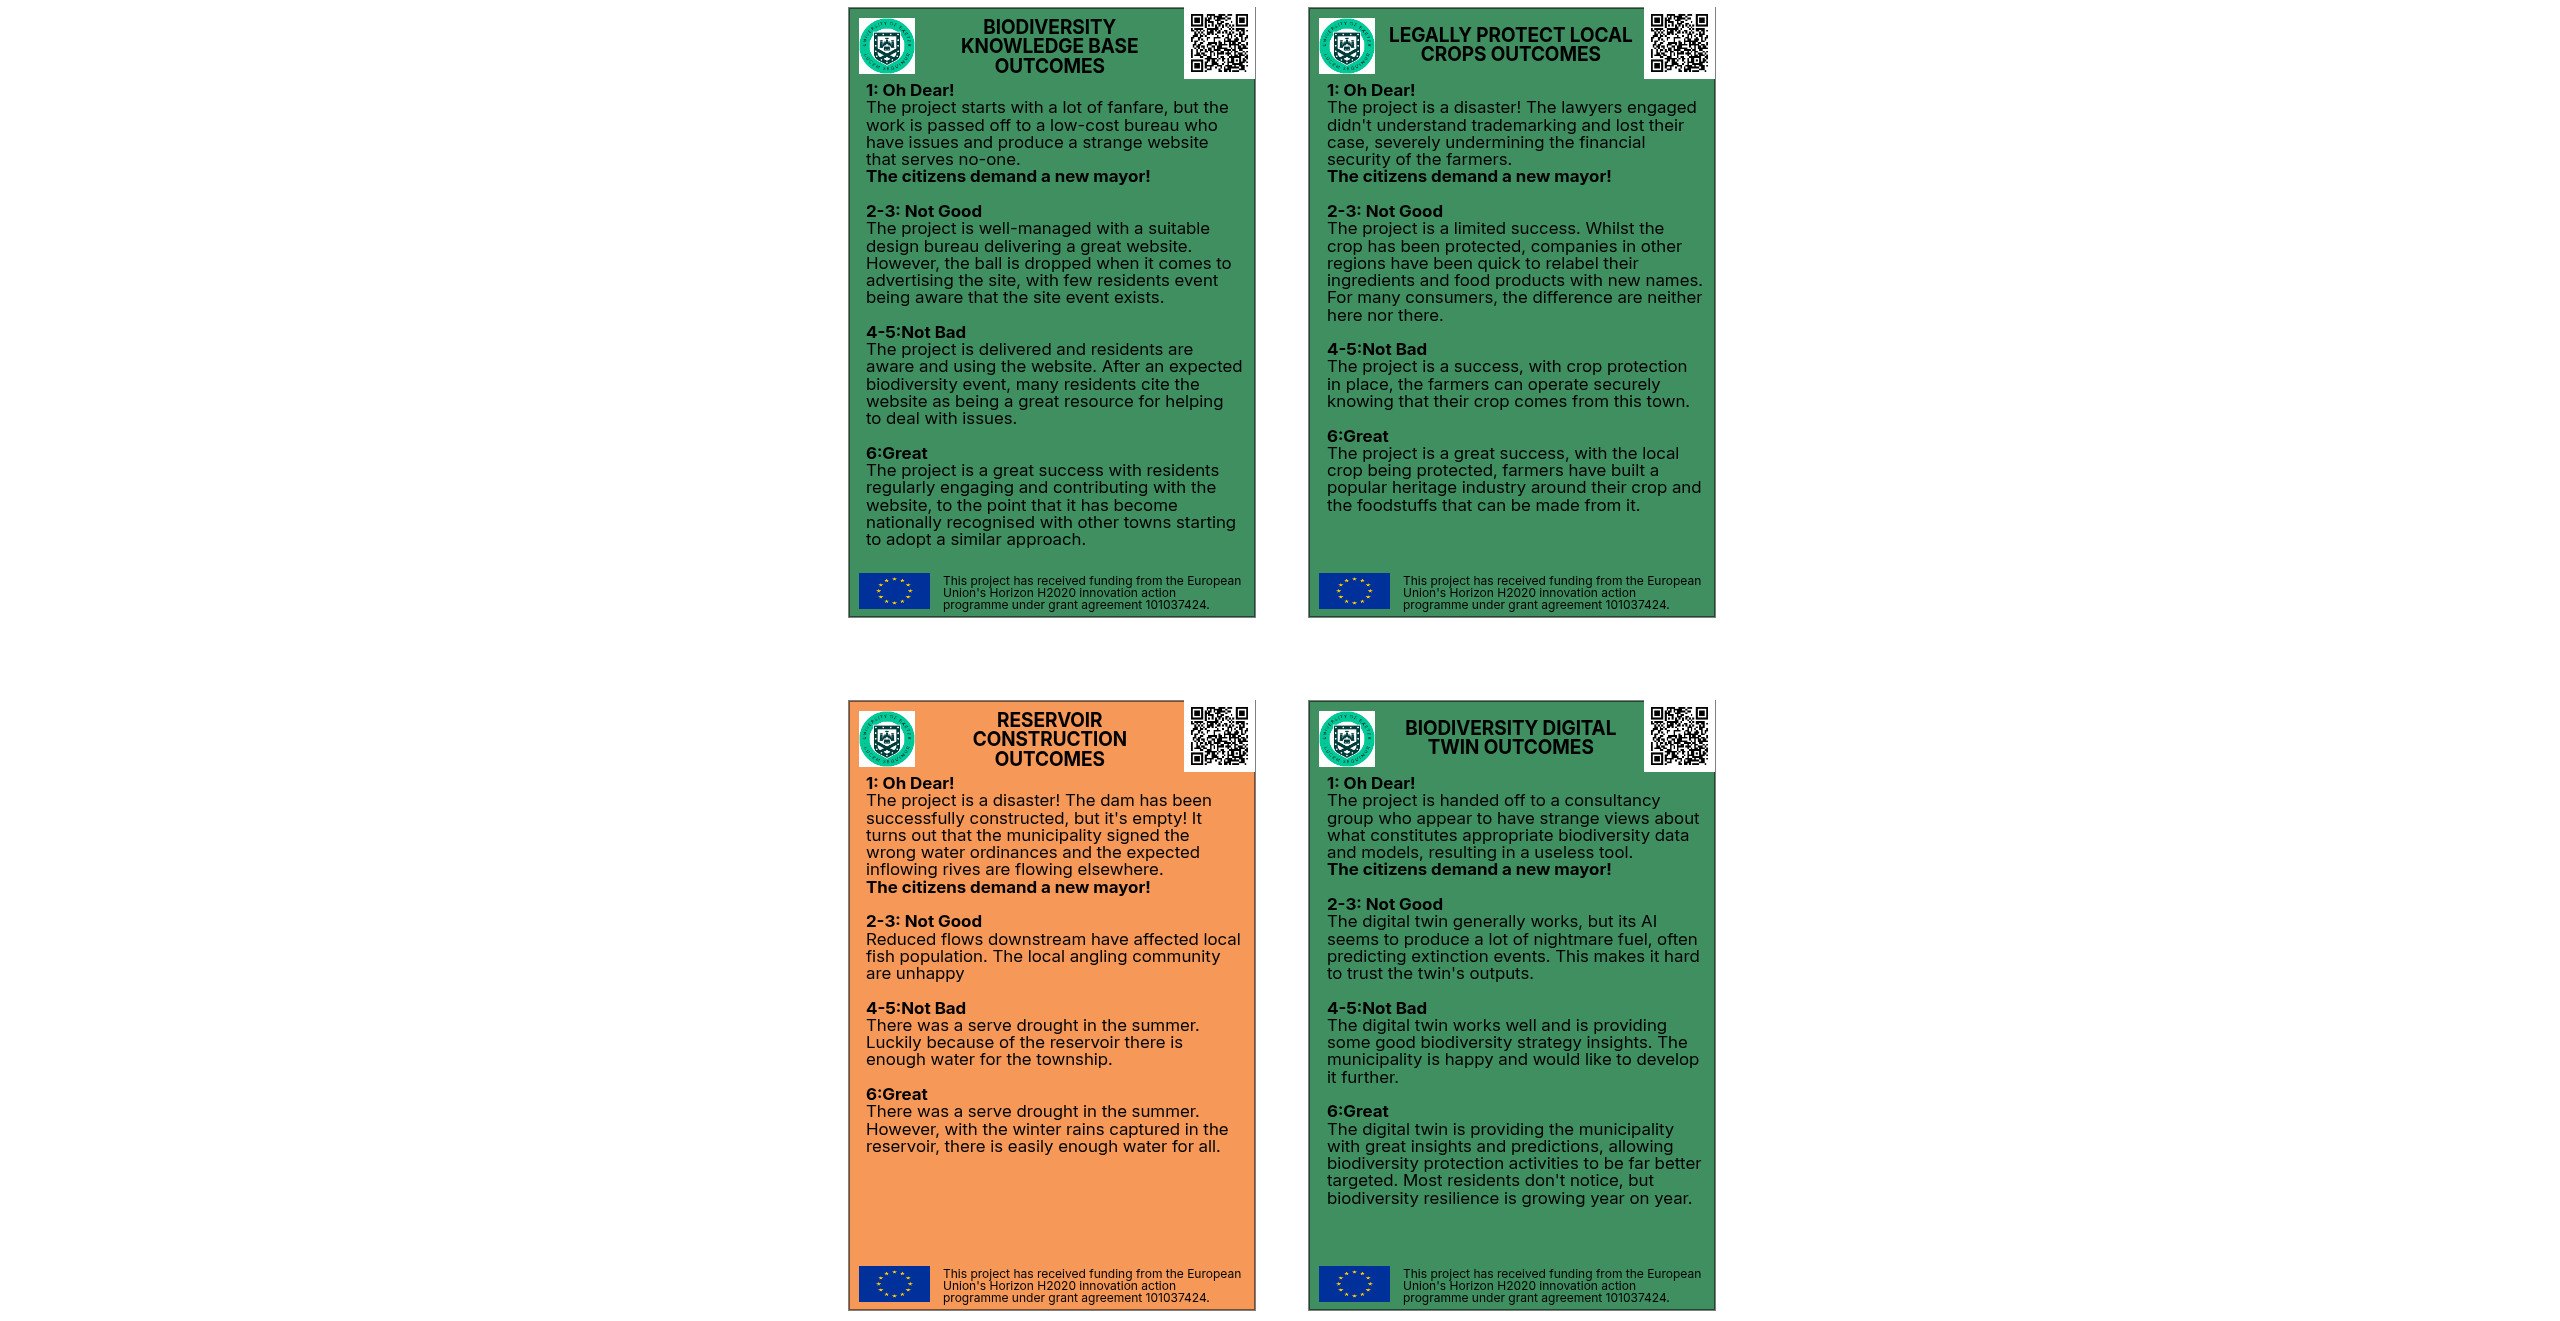 BIODIVERSITY
KNOWLEDGE BASE
OUTCOMES
1: Oh Dear!
The project starts with a lot of fanfare, but the
work is passed off to a low-cost bureau who
have issues and produce a strange website
that serves no-one.
The citizens demand a new mayor!
2-3: Not Good
The project is well-managed with a suitable
design bureau delivering a great website.
However, the ball is dropped when it comes to
advertising the site, with few residents event
being aware that the site event exists.
4-5:Not Bad
The project is delivered and residents are
aware and using the website. After an expected
biodiversity event, many residents cite the
website as being a great resource for helping
to deal with issues.
6:Great
The project is a great success with residents
regularly engaging and contributing with the
website, to the point that it has become
nationally recognised with other towns starting
to adopt a similar approach.
This project has received funding from the European
Union's Horizon H2020 innovation action
programme under grant agreement 101037424.
LEGALLY PROTECT LOCAL
CROPS OUTCOMES
1: Oh Dear!
The project is a disaster! The lawyers engaged
didn't understand trademarking and lost their
case, severely undermining the financial
security of the farmers.
The citizens demand a new mayor!
2-3: Not Good
The project is a limited success. Whilst the
crop has been protected, companies in other
regions have been quick to relabel their
ingredients and food products with new names.
For many consumers, the difference are neither
here nor there.
4-5:Not Bad
The project is a success, with crop protection
in place, the farmers can operate securely
knowing that their crop comes from this town.
6:Great
The project is a great success, with the local
crop being protected, farmers have built a
popular heritage industry around their crop and
the foodstuffs that can be made from it.
This project has received funding from the European
Union's Horizon H2020 innovation action
programme under grant agreement 101037424.
RESERVOIR
CONSTRUCTION
OUTCOMES
1: Oh Dear!
The project is a disaster! The dam has been
successfully constructed, but it's empty! It
turns out that the municipality signed the
wrong water ordinances and the expected
inflowing rives are flowing elsewhere.
The citizens demand a new mayor!
2-3: Not Good
Reduced flows downstream have affected local
fish population. The local angling community
are unhappy
4-5:Not Bad
There was a serve drought in the summer.
Luckily because of the reservoir there is
enough water for the township.
6:Great
There was a serve drought in the summer.
However, with the winter rains captured in the
reservoir, there is easily enough water for all.
This project has received funding from the European
Union's Horizon H2020 innovation action
programme under grant agreement 101037424.
BIODIVERSITY DIGITAL
TWIN OUTCOMES
1: Oh Dear!
The project is handed off to a consultancy
group who appear to have strange views about
what constitutes appropriate biodiversity data
and models, resulting in a useless tool.
The citizens demand a new mayor!
2-3: Not Good
The digital twin generally works, but its AI
seems to produce a lot of nightmare fuel, often
predicting extinction events. This makes it hard
to trust the twin's outputs.
4-5:Not Bad
The digital twin works well and is providing
some good biodiversity strategy insights. The
municipality is happy and would like to develop
it further.
6:Great
The digital twin is providing the municipality
with great insights and predictions, allowing
biodiversity protection activities to be far better
targeted. Most residents don't notice, but
biodiversity resilience is growing year on year.
This project has received funding from the European
Union's Horizon H2020 innovation action
programme under grant agreement 101037424.